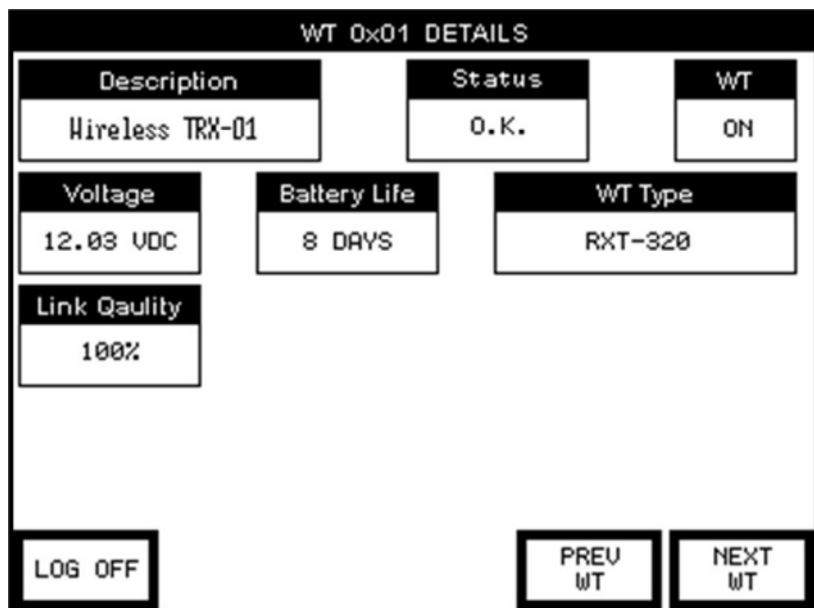 WT 0x01 DETAILS
Description
Wireless TRX-01
Status
O.K.
WT
ON
Voltage
12.03 VDC
Battery Life
8 DAYS
WT Type
RXT-320
Link Qaulity
100%
LOG OFF
PREV
WT
NEXT
WT